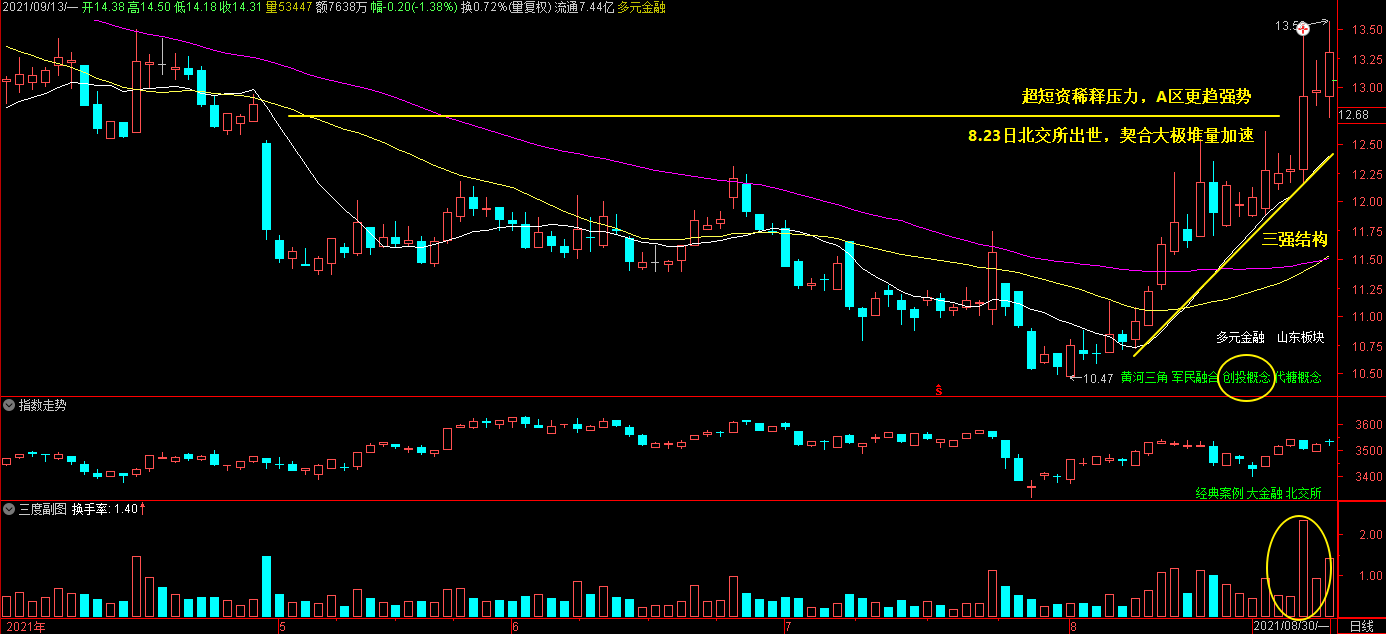 2021/09/13/一 开14.38 高14.50 低14.18 收14.31 量53447 额7638万 幅-0.20(-1.38%) 换0.72%(量复权) 流通7.44亿 多元金融
13.50
13.25
13.00
12.68
12.50
12.25
12.00
11.75
11.50
11.25
11.00
10.75
10.50
超短资稀释压力，A区更趋强势
8.23日北交所出世，契合大极堆量加速
三强结构
多元金融 山东板块
←10.47
黄河三角 军民融合 创投概念 代糖概念
指数走势
3600
3500
3400
经典案例 大金融 北交所
三度副图 换手率: 1.40↑
2.00
1.00
2021年 5 6 7 8 2021/08/30/一 日线